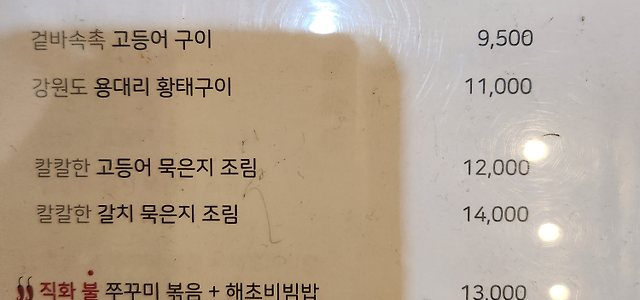 겉바속촉 고등어 구이 9,500
강원도 용대리 황태구이 11,000
칼칼한 고등어 묵은지 조림 12,000
칼칼한 갈치 묵은지 조림 14,000
직화 불 쭈꾸미 볶음 + 해초비빔밥 13,000